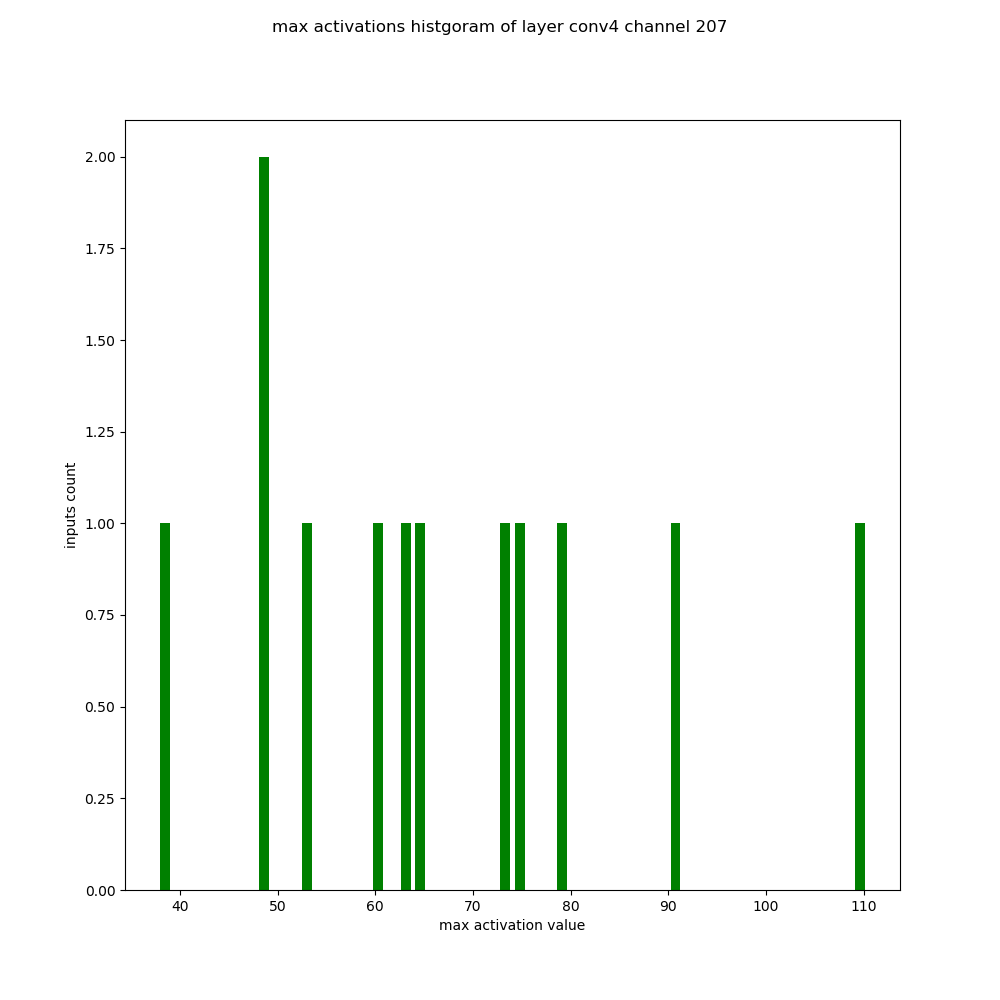 max activations histgoram of layer conv4 channel 207
2.00
1.75
1.50
1.25
1.00
0.75
0.50
0.25
0.00
inputs count
40 50 60 70 80 90 100 110
max activation value